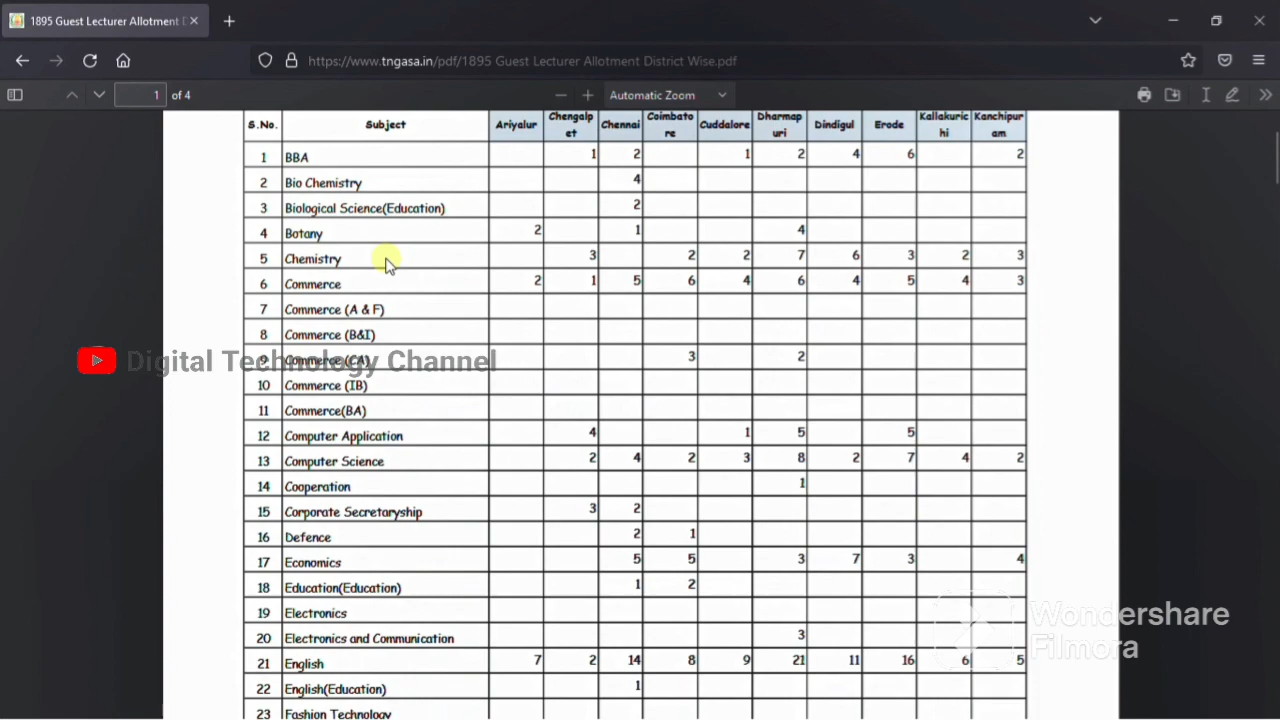 1895 Guest Lecturer Allotment D
https://www.tngasa.in/pdf/1895 Guest Lecturer Allotment District Wise.pdf
1 of 4 Automatic Zoom
S.No. Subject Ariyalur Chengalpet Chennai Coimbatore Cuddalore Dharmapuri Dindigul Erode Kallakurichi Kanchipuram
1 BBA 1 2 1 2 4 6 2
2 Bio Chemistry 4
3 Biological Science(Education) 2
4 Botany 2 1 4
5 Chemistry 3 2 2 7 6 3 2 3
6 Commerce 2 1 5 6 4 6 4 5 4 3
7 Commerce (A & F)
8 Commerce (B&I)
9 Commerce (CA) 3 2
Digital Technology Channel
10 Commerce (IB)
11 Commerce(BA)
12 Computer Application 4 1 5 5
13 Computer Science 2 4 2 3 8 2 7 4 2
14 Cooperation 1
15 Corporate Secretaryship 3 2
16 Defence 2 1
17 Economics 5 5 3 7 3 4
18 Education(Education) 1 2
19 Electronics
20 Electronics and Communication 3
21 English 7 2 14 8 9 21 11 16 6 5
22 English(Education) 1
23 Fashion Technology
Wondershare
Filmora